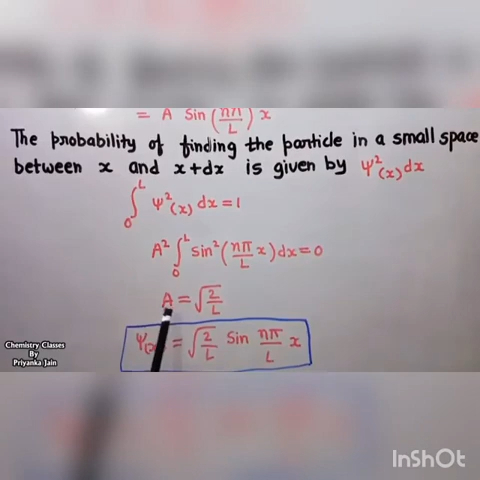 = A Sin(nπ/L)x
The probability of finding the particle in a small space
between x and x+dx is given by Ψ²(x)dx
∫₀ᴸ Ψ²(x) dx = 1
A² ∫₀ᴸ sin²(nπ/L x) dx = 0
A = √2/L
Ψ(x) = √2/L Sin nπ/L x
Chemistry Classes
By
Priyanka Jain
InShOt